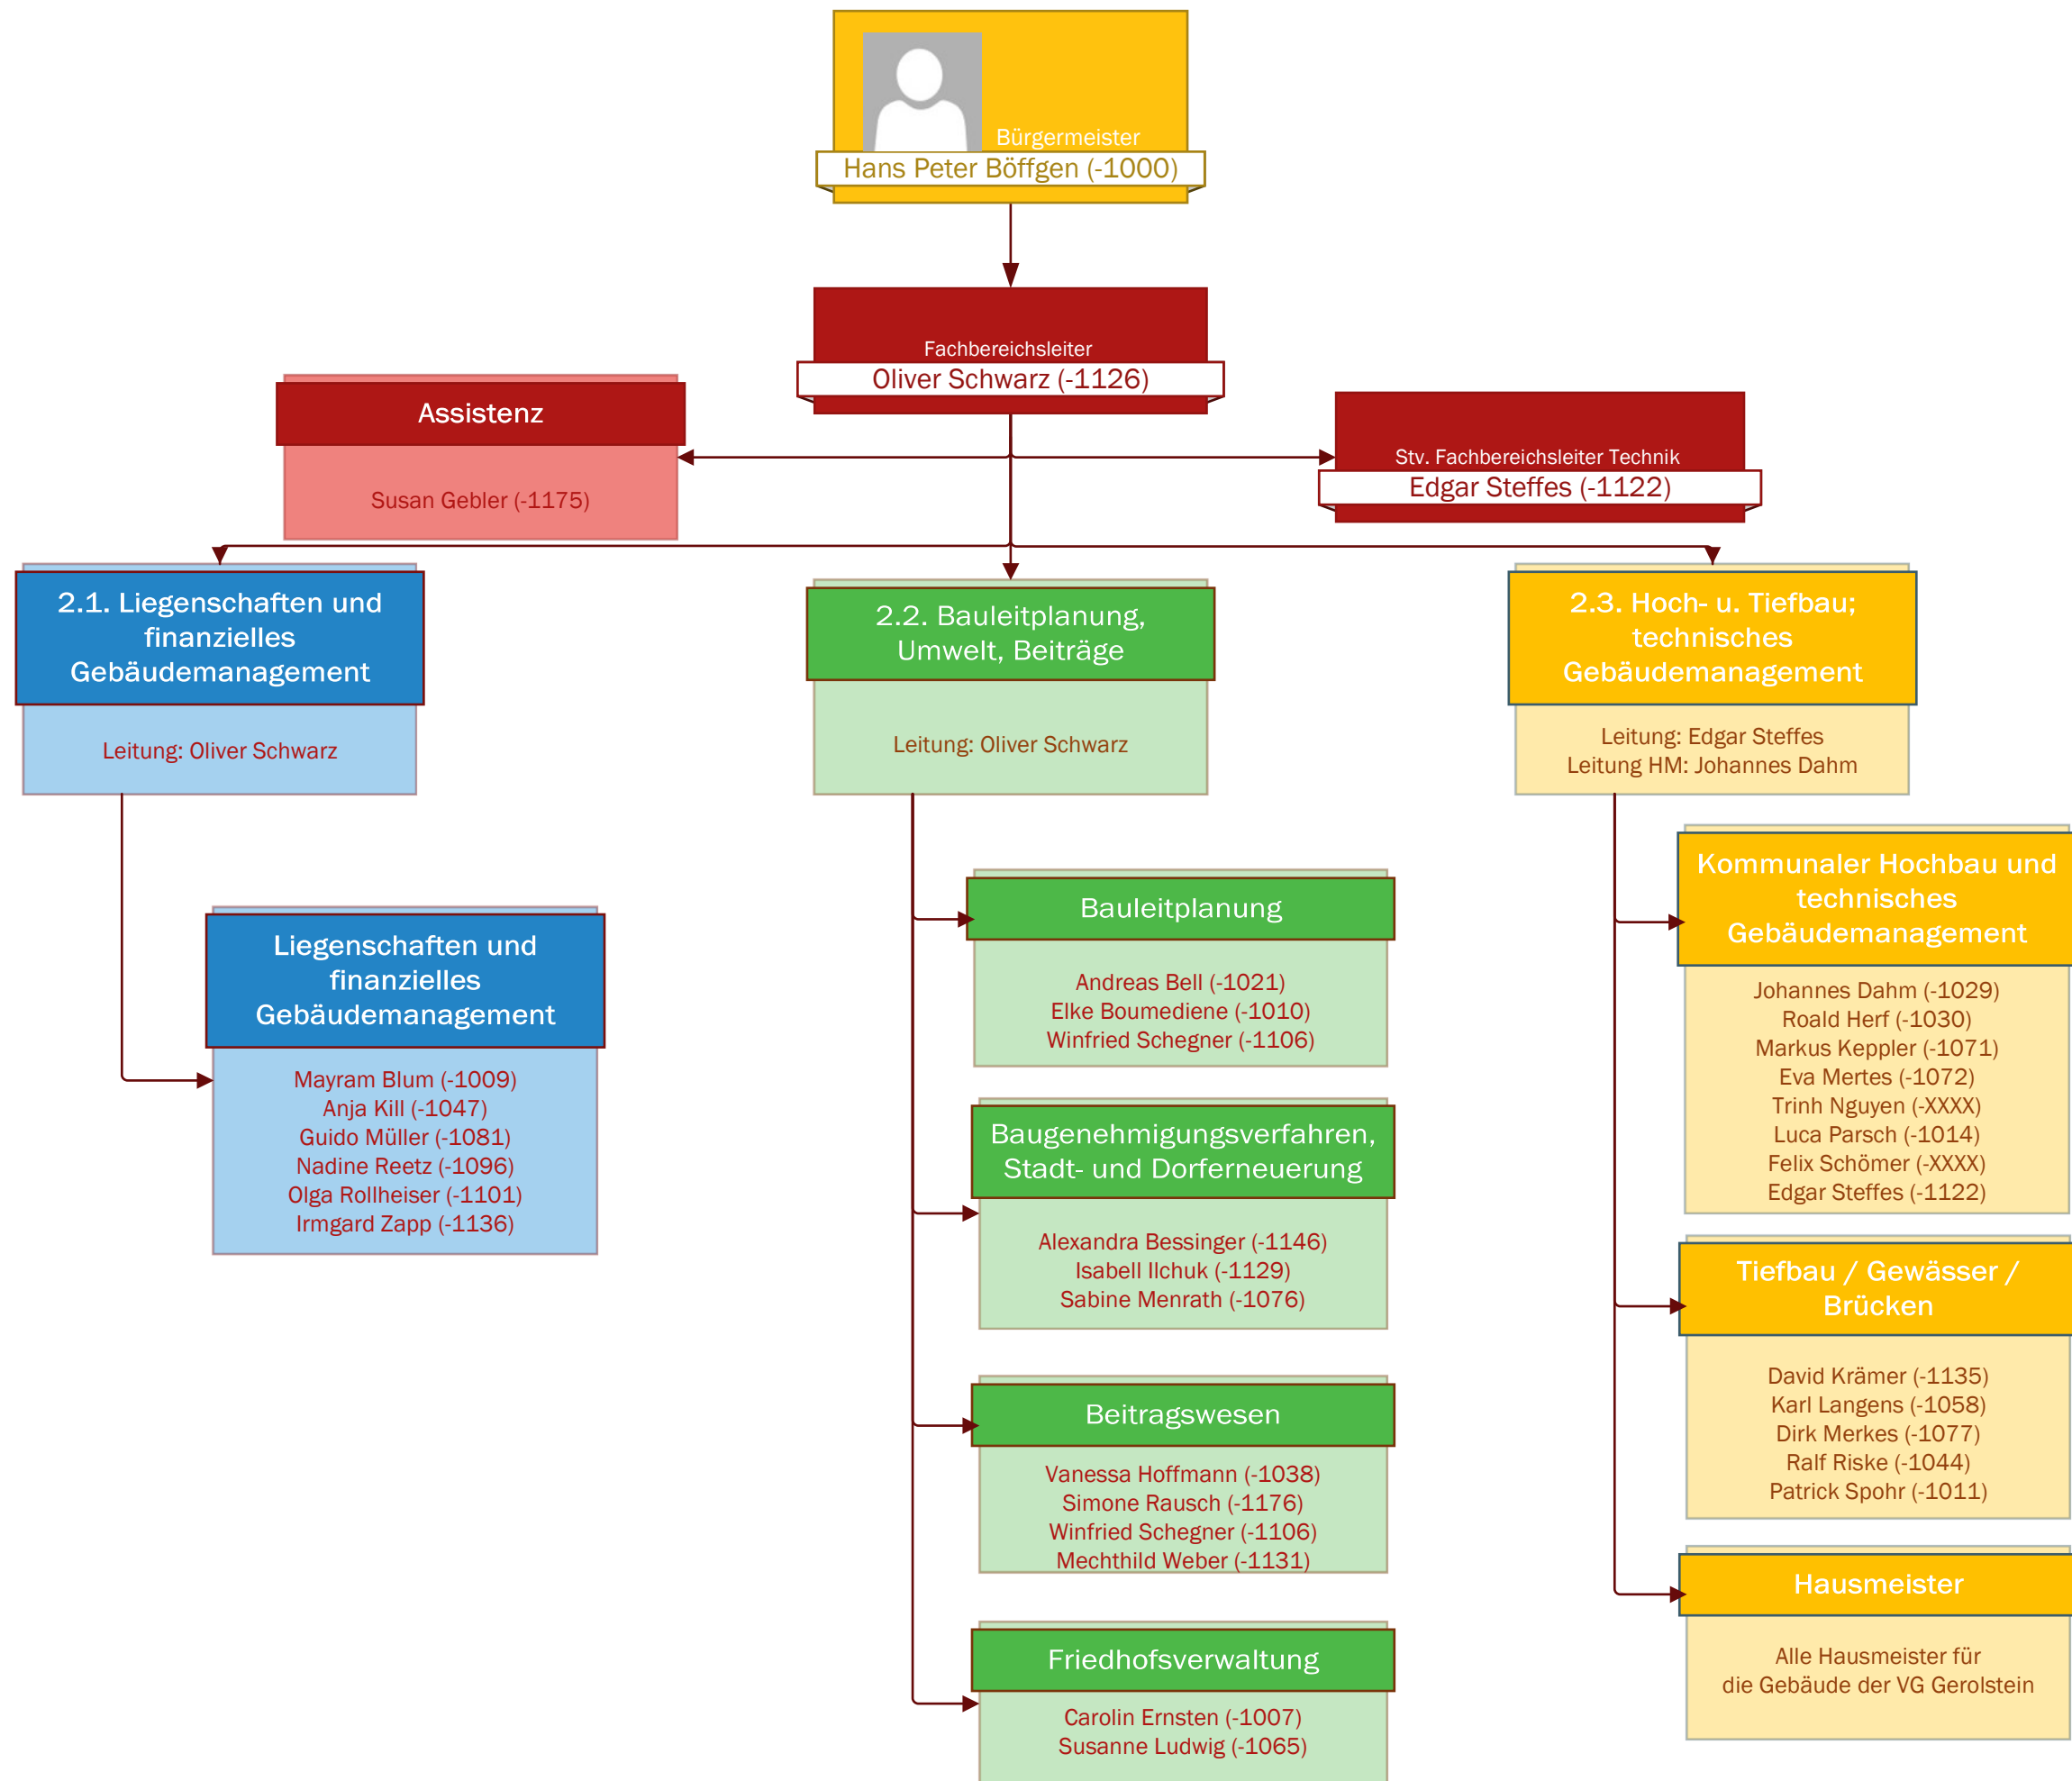 Bürgermeister
Hans Peter Böffgen (-1000)
Fachbereichsleiter
Oliver Schwarz (-1126)
Assistenz
Susan Gebler (-1175)
Stv. Fachbereichsleiter Technik
Edgar Steffes (-1122)
2.1. Liegenschaften und
finanzielles
Gebäudemanagement
Leitung: Oliver Schwarz
Liegenschaften und
finanzielles
Gebäudemanagement
Mayram Blum (-1009)
Anja Kill (-1047)
Guido Müller (-1081)
Nadine Reetz (-1096)
Olga Rollheiser (-1101)
Irmgard Zapp (-1136)
2.2. Bauleitplanung,
Umwelt, Beiträge
Leitung: Oliver Schwarz
Bauleitplanung
Andreas Bell (-1021)
Elke Boumediene (-1010)
Winfried Schegner (-1106)
Baugenehmigungsverfahren,
Stadt- und Dorferneuerung
Alexandra Bessinger (-1146)
Isabell Ilchuk (-1129)
Sabine Menrath (-1076)
Beitragswesen
Vanessa Hoffmann (-1038)
Simone Rausch (-1176)
Winfried Schegner (-1106)
Mechthild Weber (-1131)
Friedhofsverwaltung
Carolin Ernsten (-1007)
Susanne Ludwig (-1065)
2.3. Hoch- u. Tiefbau;
technisches
Gebäudemanagement
Leitung: Edgar Steffes
Leitung HM: Johannes Dahm
Kommunaler Hochbau und
technisches
Gebäudemanagement
Johannes Dahm (-1029)
Roald Herf (-1030)
Markus Keppler (-1071)
Eva Mertes (-1072)
Trinh Nguyen (-XXXX)
Luca Parsch (-1014)
Felix Schömer (-XXXX)
Edgar Steffes (-1122)
Tiefbau / Gewässer /
Brücken
David Krämer (-1135)
Karl Langens (-1058)
Dirk Merkes (-1077)
Ralf Riske (-1044)
Patrick Spohr (-1011)
Hausmeister
Alle Hausmeister für
die Gebäude der VG Gerolstein